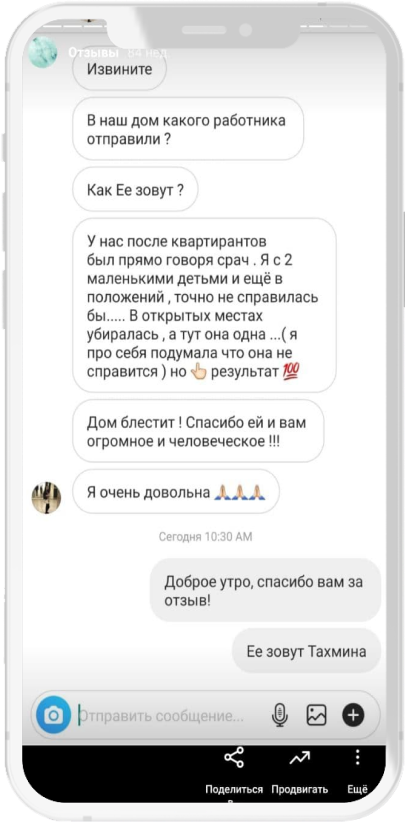 Отзывы 84 нед.
Извините
В наш дом какого работника
отправили ?
Как Ее зовут ?
У нас после квартирантов
был прямо говоря срач . Я с 2
маленькими детьми и ещё в
положений , точно не справилась
бы..... В открытых местах
убиралась , а тут она одна ...( я
про себя подумала что она не
справится ) но 👆🏻 результат 💯
Дом блестит ! Спасибо ей и вам
огромное и человеческое !!!
Я очень довольна 🙏🏻🙏🏻🙏🏻
Сегодня 10:30 AM
Доброе утро, спасибо вам за
отзыв!
Ее зовут Тахмина
Отправить сообщение...
Поделиться Продвигать Ещё